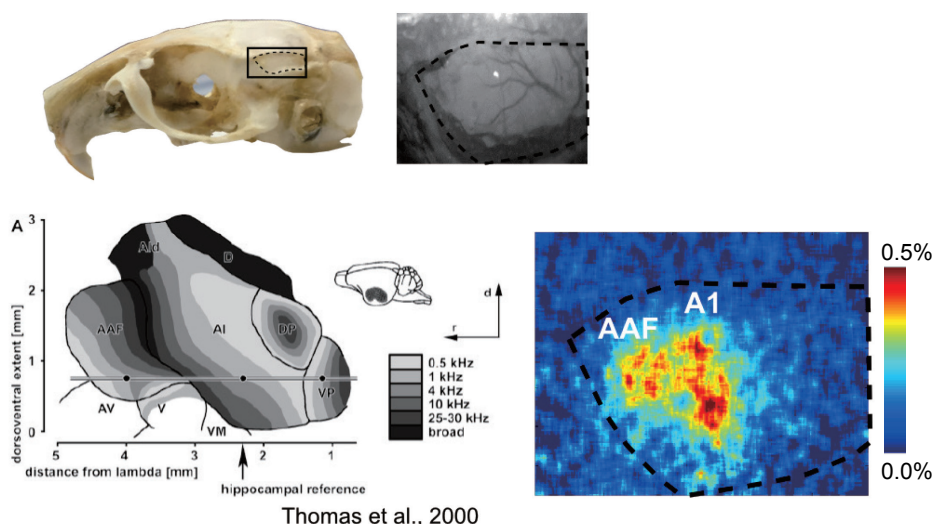 A
3
2
1
0
dorsoventral extent [mm]
AId
D
d
r
AAF
AI
DP
VP
AV
V
VM
0.5 kHz
1 kHz
4 kHz
10 kHz
25-30 kHz
broad
5
4
3
2
1
distance from lambda [mm]
hippocampal reference
Thomas et al., 2000
0.5%
A1
AAF
0.0%